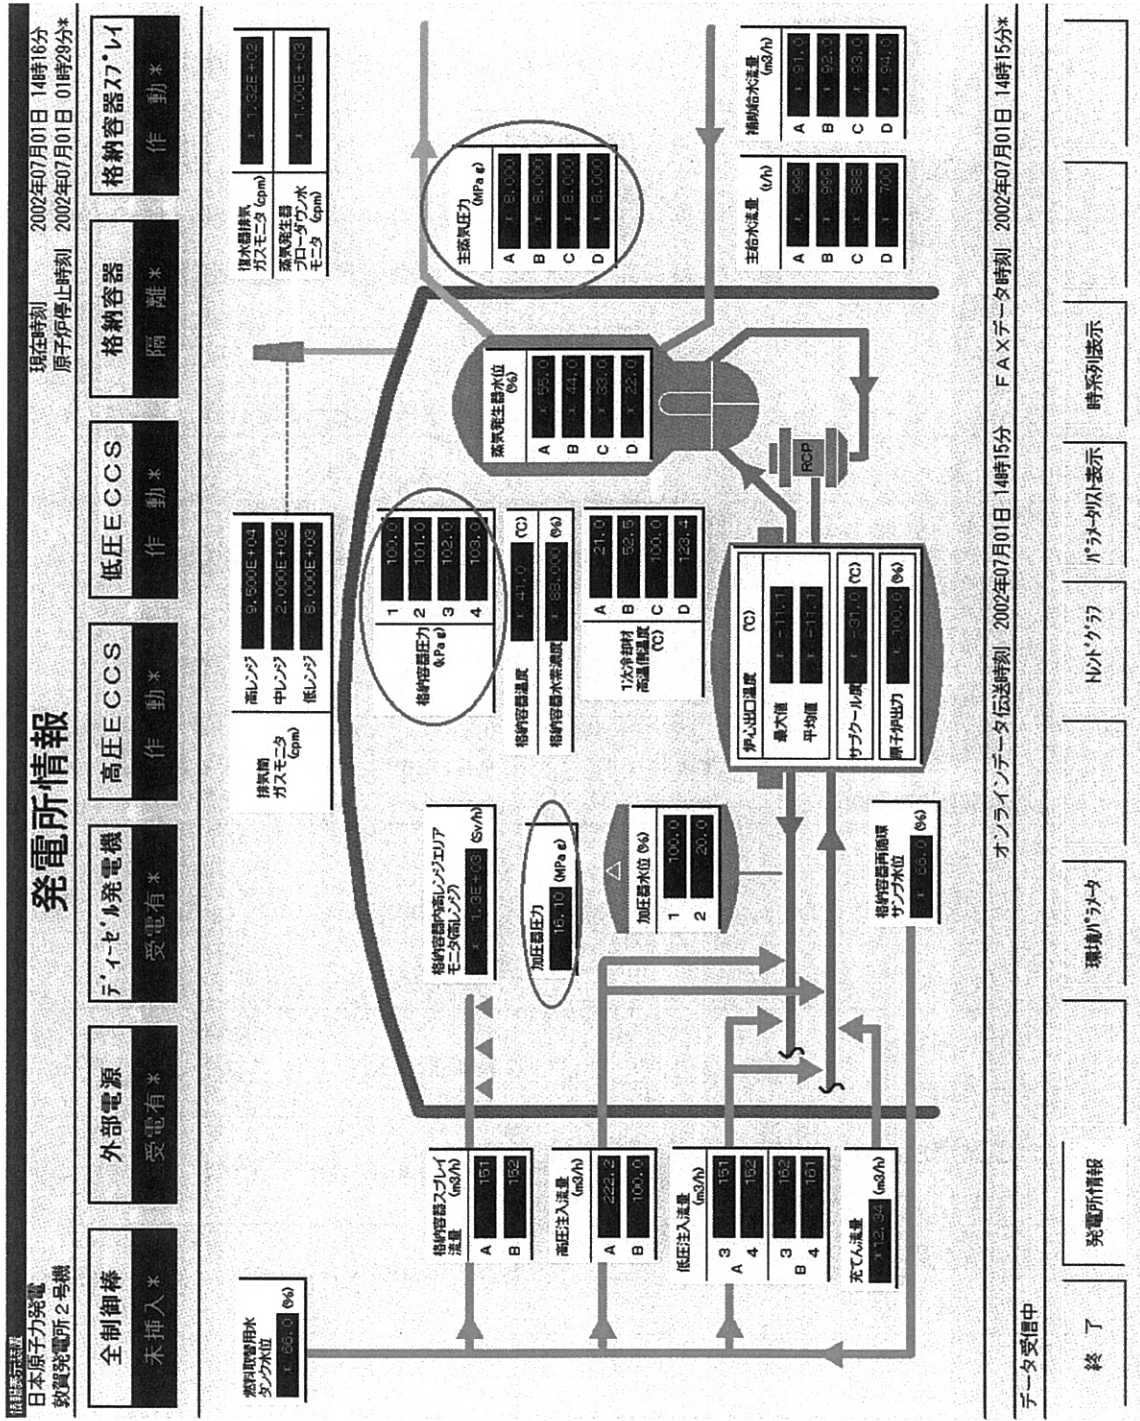 情報表示装置
日本原子力発電
敦賀発電所2号機
発電所情報
現在時刻 2002年07月01日 14時16分
原子炉停止時刻 2002年07月01日 01時29分*
全制御棒
未挿入*
外部電源
受電有*
ディーゼル発電機
受電有*
高圧ECCS
作 動*
低圧ECCS
作 動*
格納容器
隔 離*
格納容器スプレイ
作 動*
燃料取替用水
タンク水位
* 66.0 (%)
排気筒
ガスモニタ
(cpm)
高レンジ 9.500E+04
中レンジ 2.000E+02
低レンジ 8.000E+03
復水器排気
ガスモニタ (cpm)
* 1.32E+02
蒸気発生器
ブローダウン水
モニタ (cpm)
* 1.00E+03
格納容器圧力
(kPa g)
1 100.0
2 101.0
3 102.0
4 103.0
格納容器温度 * 41.0 (℃)
格納容器水素濃度 * 88.000 (%)
1次冷却材
高温側温度
(℃)
A 21.0
B 52.5
C 100.0
D 123.4
主蒸気圧力
(MPa g)
A * 8.000
B * 8.000
C * 8.000
D * 8.000
蒸気発生器水位
(%)
A * 55.0
B * 44.0
C * 33.0
D * 22.0
格納容器内高レンジエリア
モニタ(高レンジ)
* 1.3E+03 (Sv/h)
加圧器圧力
16.10 (MPa g)
加圧器水位 (%)
1 100.0
2 20.0
格納容器スプレイ
流量 (m3/h)
A 151
B 152
高圧注入流量
(m3/h)
A 222.2
B 100.0
低圧注入流量
(m3/h)
A 3 151
4 152
B 3 162
4 161
充てん流量
* 12.34 (m3/h)
格納容器再循環
サンプ水位
* 66.0 (%)
炉心出口温度 (℃)
最大値 * -11.1
平均値 * -11.1
サブクール度 * -31.0 (℃)
原子炉出力 * 100.0 (%)
RCP
主給水流量 (t/h)
A * 999
B * 999
C * 988
D * 700
補助給水流量
(m3/h)
A * 91.0
B * 92.0
C * 93.0
D * 94.0
オンラインデータ伝送時刻 2002年07月01日 14時15分 FAXデータ時刻 2002年07月01日 14時15分*
データ受信中
終 了
発電所情報
環境パラメータ
トレンドグラフ
パラメータリスト表示
時系列表示